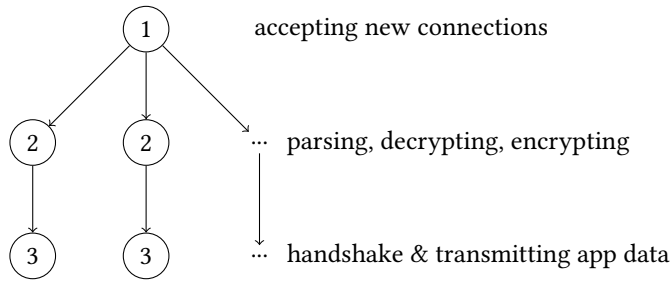 1 accepting new connections
2 2 ... parsing, decrypting, encrypting
3 3 ... handshake & transmitting app data